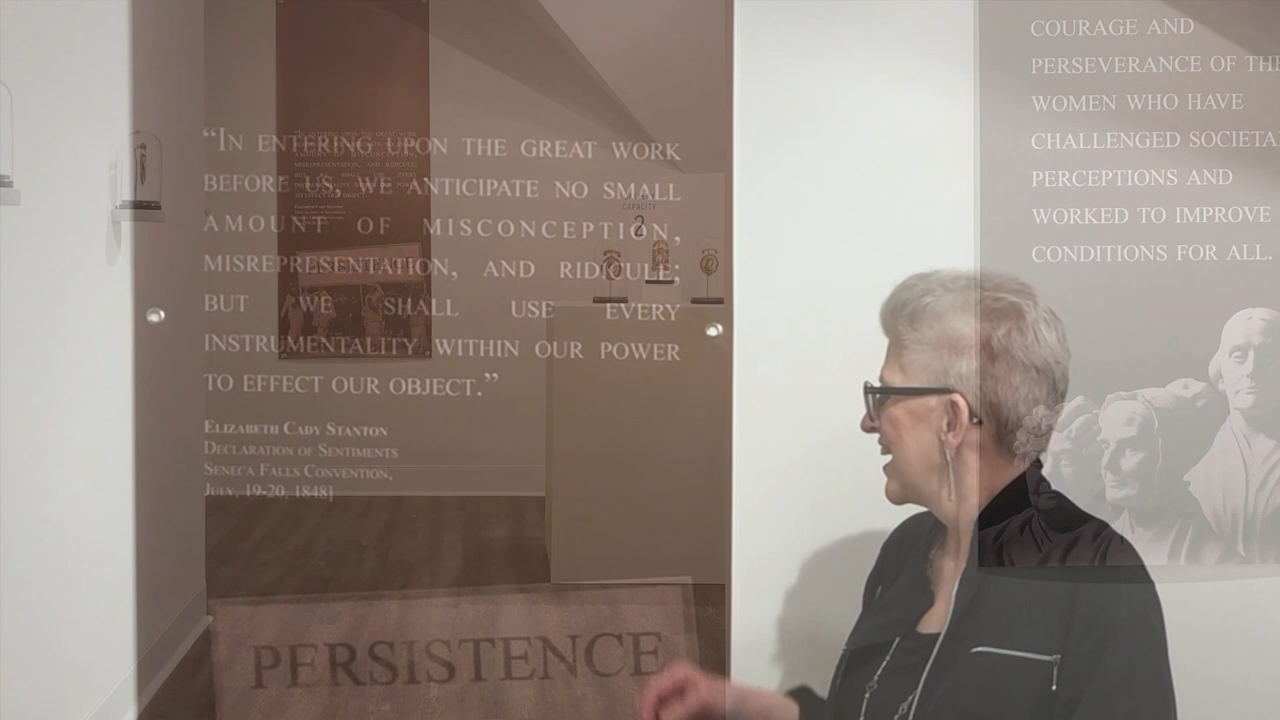 “IN ENTERING UPON THE GREAT WORK
BEFORE US, WE ANTICIPATE NO SMALL
AMOUNT OF MISCONCEPTION,
MISREPRESENTATION, AND RIDICULE;
BUT WE SHALL USE EVERY
INSTRUMENTALITY WITHIN OUR POWER
TO EFFECT OUR OBJECT.”
ELIZABETH CADY STANTON
DECLARATION OF SENTIMENTS
SENECA FALLS CONVENTION,
JULY, 19-20, 1848]
PERSISTENCE
CAPACITY
2
PERSISTENCE
COURAGE AND
PERSEVERANCE OF THE
WOMEN WHO HAVE
CHALLENGED
PERCEPTIONS AND
WORKED TO IMPROVE
CONDITIONS FOR ALL.